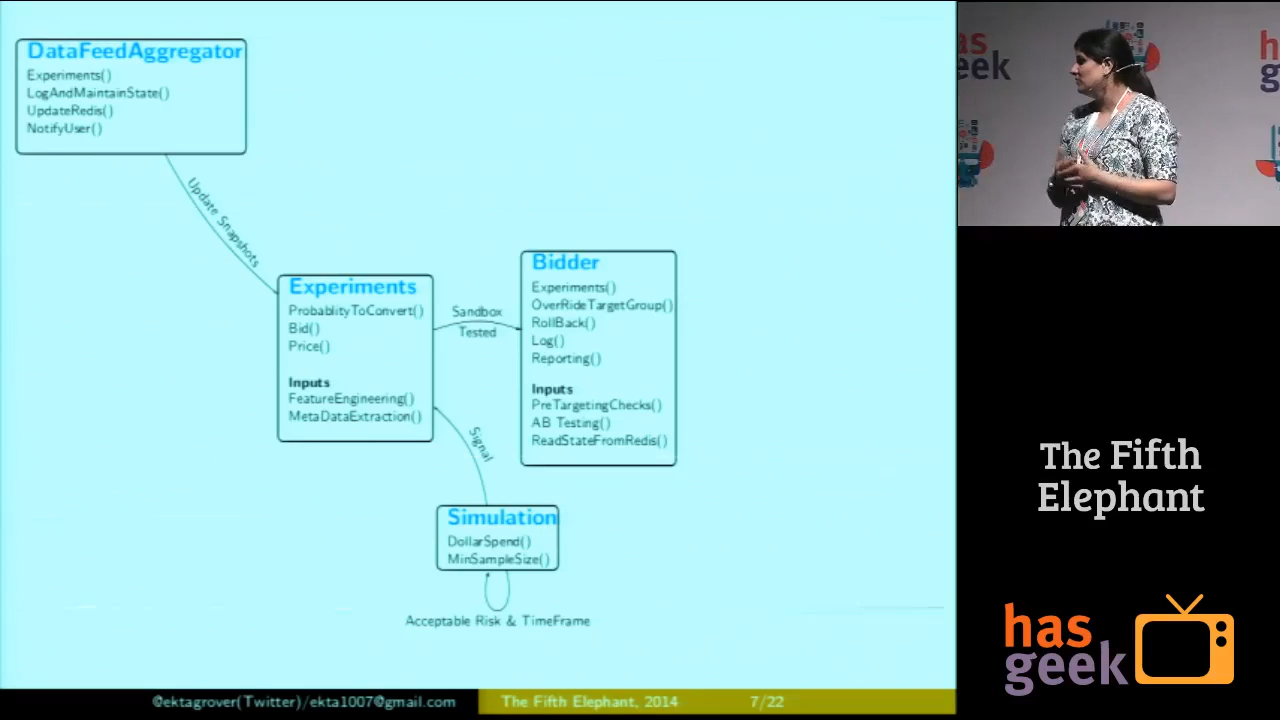 DataFeedAggregator
Experiments()
LogAndMaintainState()
UpdateRedis()
NotifyUser()
Update Snapshots
Experiments
ProbablityToConvert()
Bid()
Price()
Inputs
FeatureEngineering()
MetaDataExtraction()
Sandbox
Tested
Bidder
Experiments()
OverRideTargetGroup()
RollBack()
Log()
Reporting()
Inputs
PreTargetingChecks()
AB Testing()
ReadStateFromRedis()
Signal
Simulation
DollarSpend()
MinSampleSize()
Acceptable Risk & TimeFrame
@ektagrover(Twitter)/ekta1007@gmail.com
The Fifth Elephant, 2014
7/22
as
eek
h
g
The Fifth
Elephant
has
geek